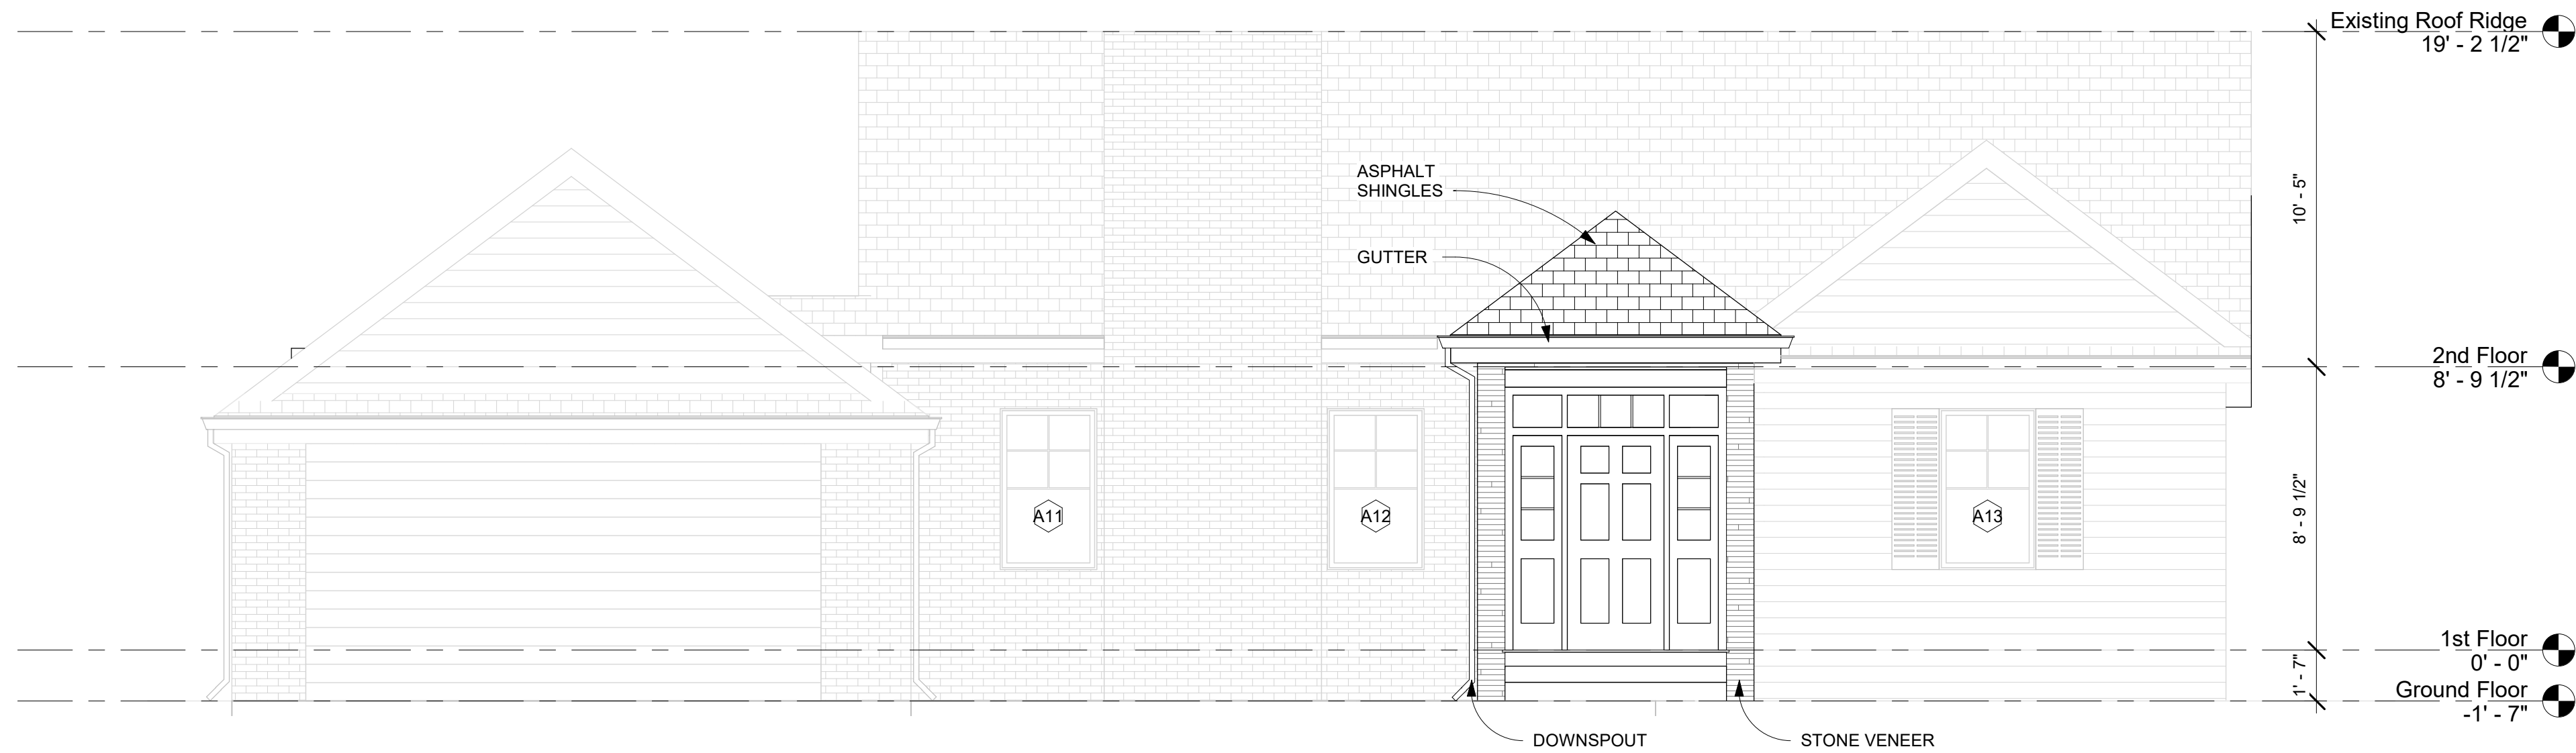 Existing Roof Ridge
19' - 2 1/2"
ASPHALT
SHINGLES
10' - 5"
GUTTER
2nd Floor
8' - 9 1/2"
A11
A12
A13
8' - 9 1/2"
1st Floor
0' - 0"
1' - 7"
Ground Floor
-1' - 7"
DOWNSPOUT
STONE VENEER